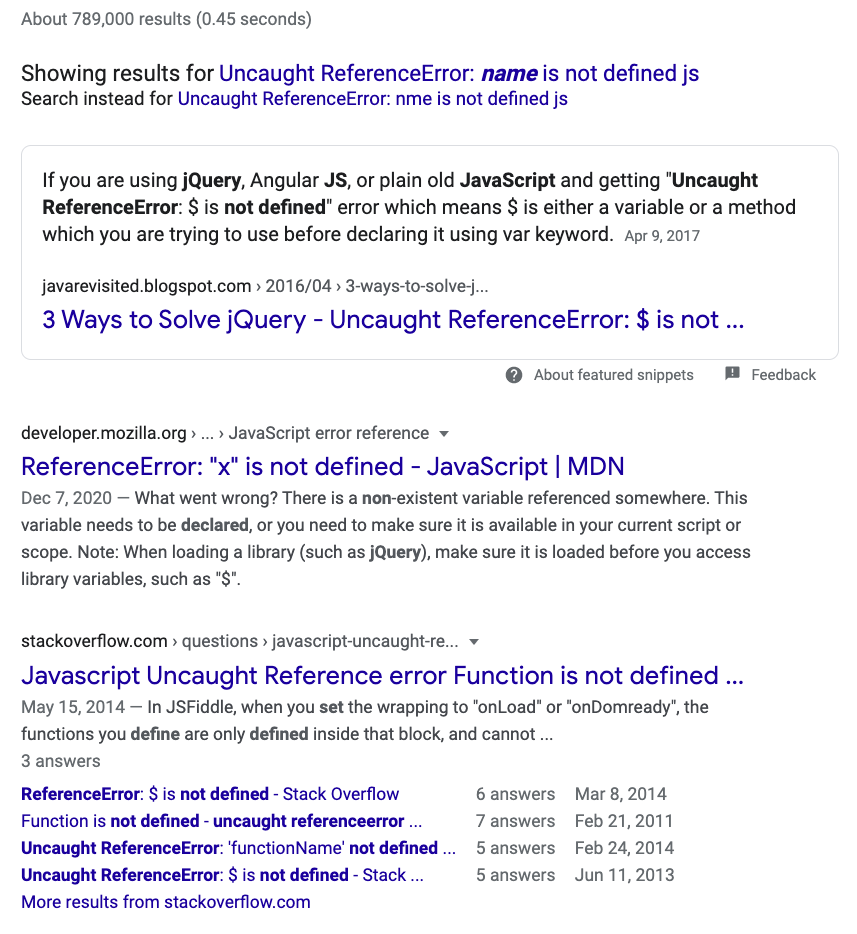 About 789,000 results (0.45 seconds)
Showing results for Uncaught ReferenceError: name is not defined js
Search instead for Uncaught ReferenceError: nme is not defined js
If you are using jQuery, Angular JS, or plain old JavaScript and getting "Uncaught
ReferenceError: $ is not defined" error which means $ is either a variable or a method
which you are trying to use before declaring it using var keyword. Apr 9, 2017
javarevisited.blogspot.com › 2016/04 › 3-ways-to-solve-j...
3 Ways to Solve jQuery - Uncaught ReferenceError: $ is not ...
About featured snippets Feedback
developer.mozilla.org › ... › JavaScript error reference
ReferenceError: "x" is not defined - JavaScript | MDN
Dec 7, 2020 — What went wrong? There is a non-existent variable referenced somewhere. This
variable needs to be declared, or you need to make sure it is available in your current script or
scope. Note: When loading a library (such as jQuery), make sure it is loaded before you access
library variables, such as "$".
stackoverflow.com › questions › javascript-uncaught-re...
Javascript Uncaught Reference error Function is not defined ...
May 15, 2014 — In JSFiddle, when you set the wrapping to "onLoad" or "onDomready", the
functions you define are only defined inside that block, and cannot ...
3 answers
ReferenceError: $ is not defined - Stack Overflow 6 answers Mar 8, 2014
Function is not defined - uncaught referenceerror ... 7 answers Feb 21, 2011
Uncaught ReferenceError: 'functionName' not defined ... 5 answers Feb 24, 2014
Uncaught ReferenceError: $ is not defined - Stack ... 5 answers Jun 11, 2013
More results from stackoverflow.com